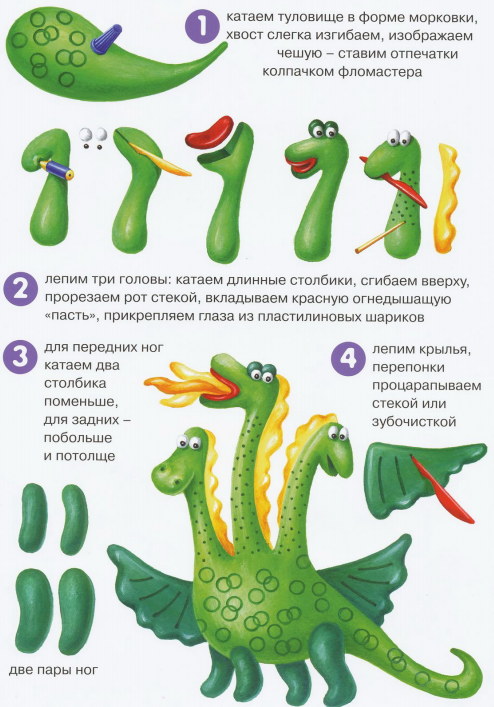 1
катаем туловище в форме морковки,
хвост слегка изгибаем, изображаем
чешую – ставим отпечатки
колпачком фломастера
2
лепим три головы: катаем длинные столбики, сгибаем вверху,
прорезаем рот стекой, вкладываем красную огнедышащую
«пасть», прикрепляем глаза из пластилиновых шариков
3
для передних ног
катаем два
столбика
поменьше,
для задних –
побольше
и потолще
4
лепим крылья,
перепонки
процарапываем
стекой или
зубочисткой
две пары ног